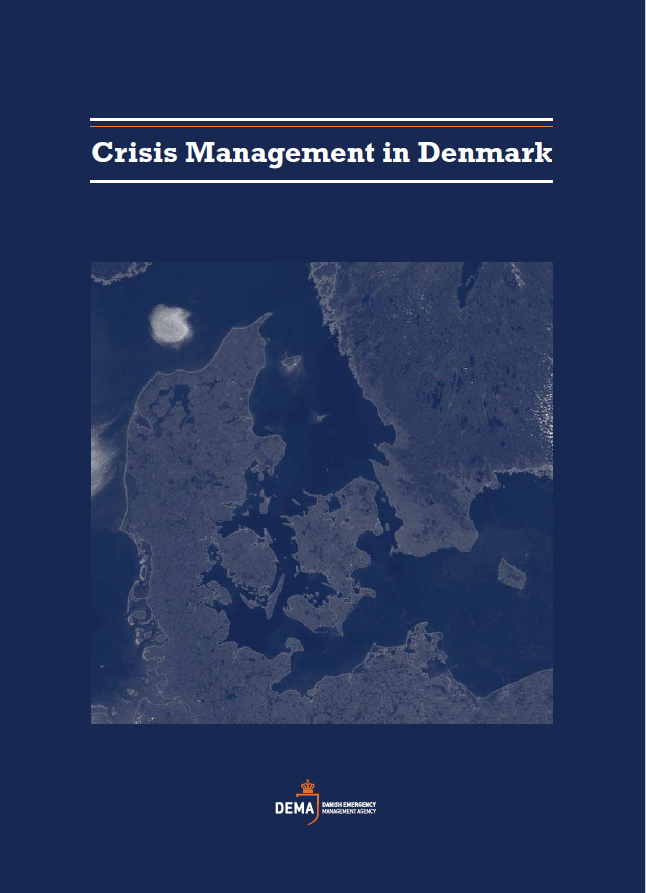 Crisis Management in Denmark
DEMA
DANISH EMERGENCY
MANAGEMENT AGENCY